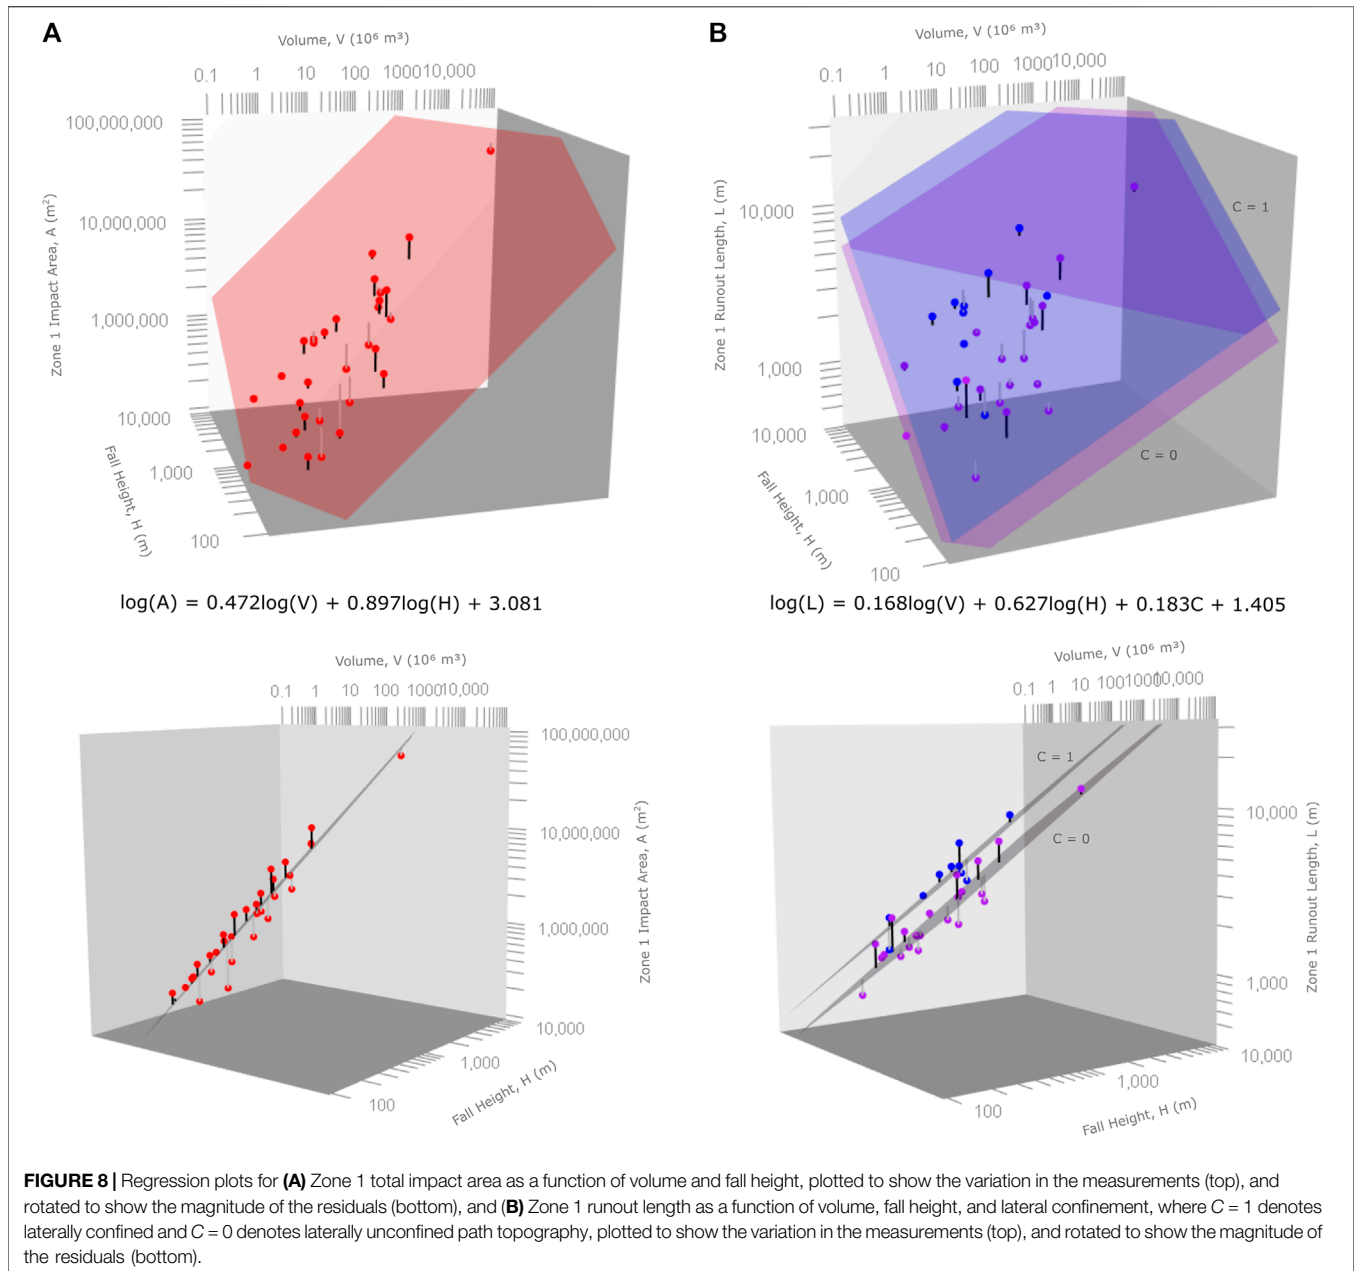 A
Volume, V (10⁶ m³)
0.1 1 10 100 1000 10,000
100,000,000
10,000,000
1,000,000
10,000
1,000
100
Zone 1 Impact Area, A (m²)
Fall Height, H (m)
log(A) = 0.472log(V) + 0.897log(H) + 3.081
B
Volume, V (10⁶ m³)
0.1 1 10 100 1000 10,000
10,000
1,000
10,000
1,000
100
Zone 1 Runout Length, L (m)
Fall Height, H (m)
C = 1
C = 0
log(L) = 0.168log(V) + 0.627log(H) + 0.183C + 1.405
Volume, V (10⁶ m³)
0.1 1 10 100 1000 10,000
100,000,000
10,000,000
1,000,000
10,000
1,000
100
Zone 1 Impact Area, A (m²)
Fall Height, H (m)
Volume, V (10⁶ m³)
0.1 1 10 100 1000 10,000
C = 1
C = 0
10,000
1,000
10,000
1,000
100
Zone 1 Runout Length, L (m)
Fall Height, H (m)
FIGURE 8 | Regression plots for (A) Zone 1 total impact area as a function of volume and fall height, plotted to show the variation in the measurements (top), and
rotated to show the magnitude of the residuals (bottom), and (B) Zone 1 runout length as a function of volume, fall height, and lateral confinement, where C = 1 denotes
laterally confined and C = 0 denotes laterally unconfined path topography, plotted to show the variation in the measurements (top), and rotated to show the magnitude of
the residuals (bottom).